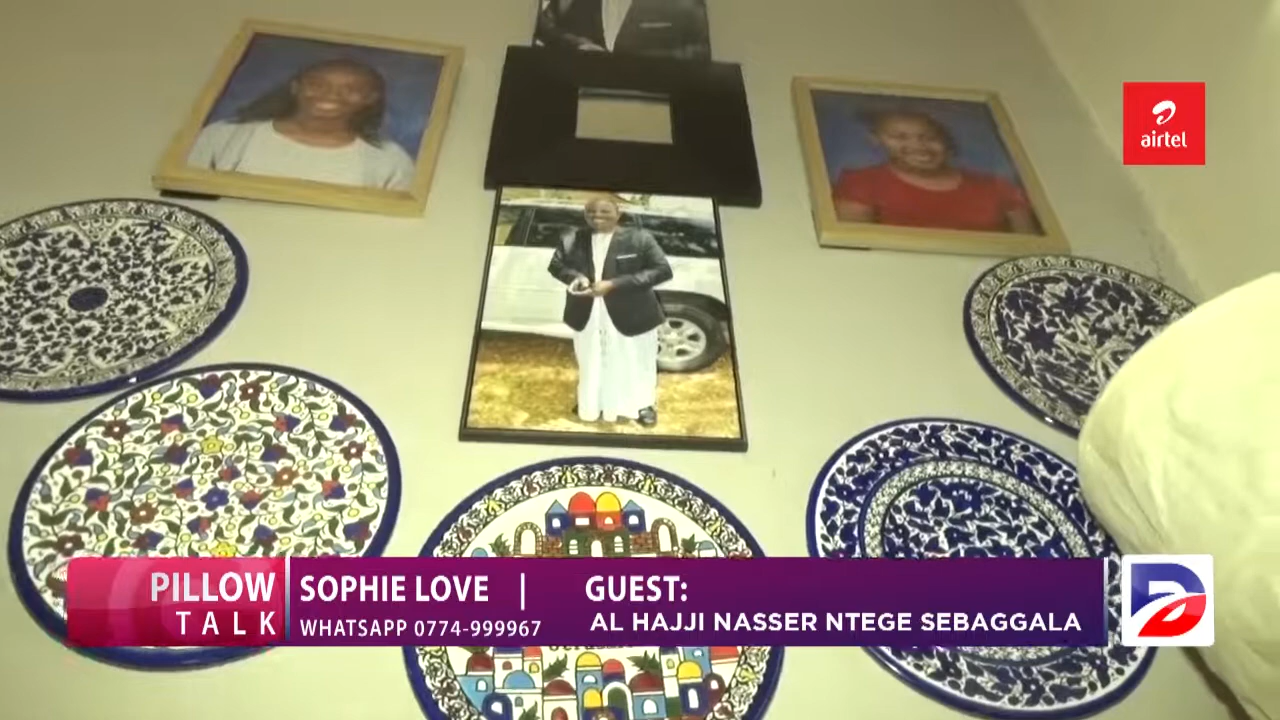 airtel
PILLOW
TALK
SOPHIE LOVE | GUEST:
WHATSAPP 0774-999967
AL HAJJI NASSER NTEGE SEBAGGALA